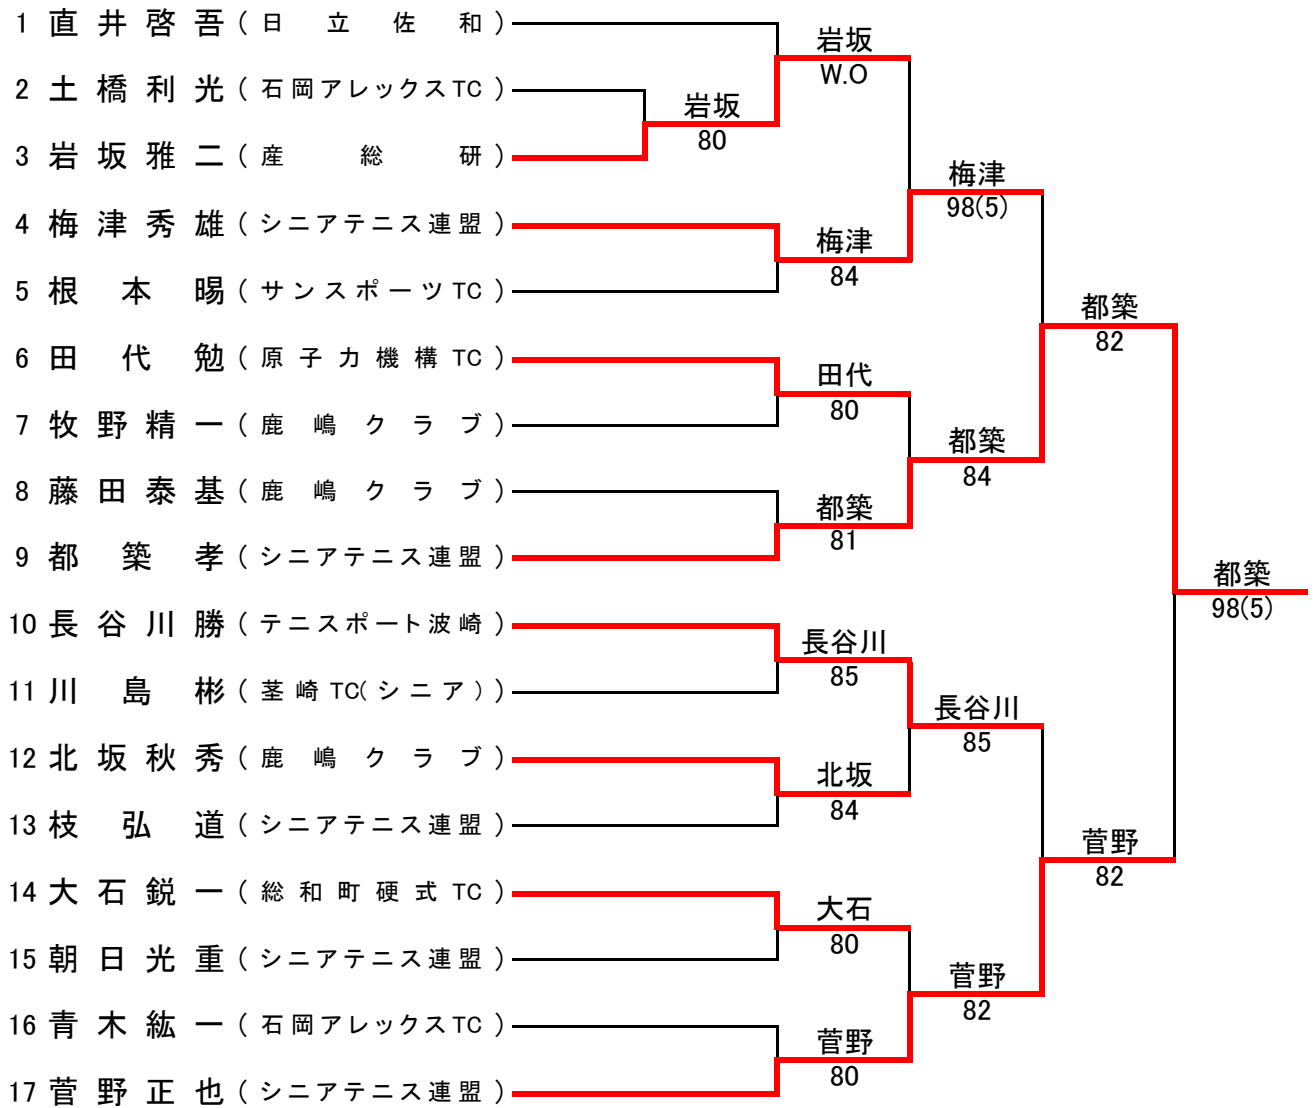 1 直井啓吾 ( 日立佐和 )
2 土橋利光 ( 石岡アレックスTC )
3 岩坂雅二 ( 産総研 )
4 梅津秀雄 ( シニアテニス連盟 )
5 根本暘 ( サンスポーツTC )
6 田代勉 ( 原子力機構TC )
7 牧野精一 ( 鹿嶋クラブ )
8 藤田泰基 ( 鹿嶋クラブ )
9 都築孝 ( シニアテニス連盟 )
10 長谷川勝 ( テニスポート波崎 )
11 川島彬 ( 茎崎TC(シニア) )
12 北坂秋秀 ( 鹿嶋クラブ )
13 枝弘道 ( シニアテニス連盟 )
14 大石鋭一 ( 総和町硬式TC )
15 朝日光重 ( シニアテニス連盟 )
16 青木紘一 ( 石岡アレックスTC )
17 菅野正也 ( シニアテニス連盟 )
岩坂
80
岩坂
W.O
梅津
84
田代
80
都築
81
長谷川
85
北坂
84
大石
80
菅野
80
梅津
98(5)
都築
84
長谷川
85
菅野
82
都築
82
菅野
82
都築
98(5)